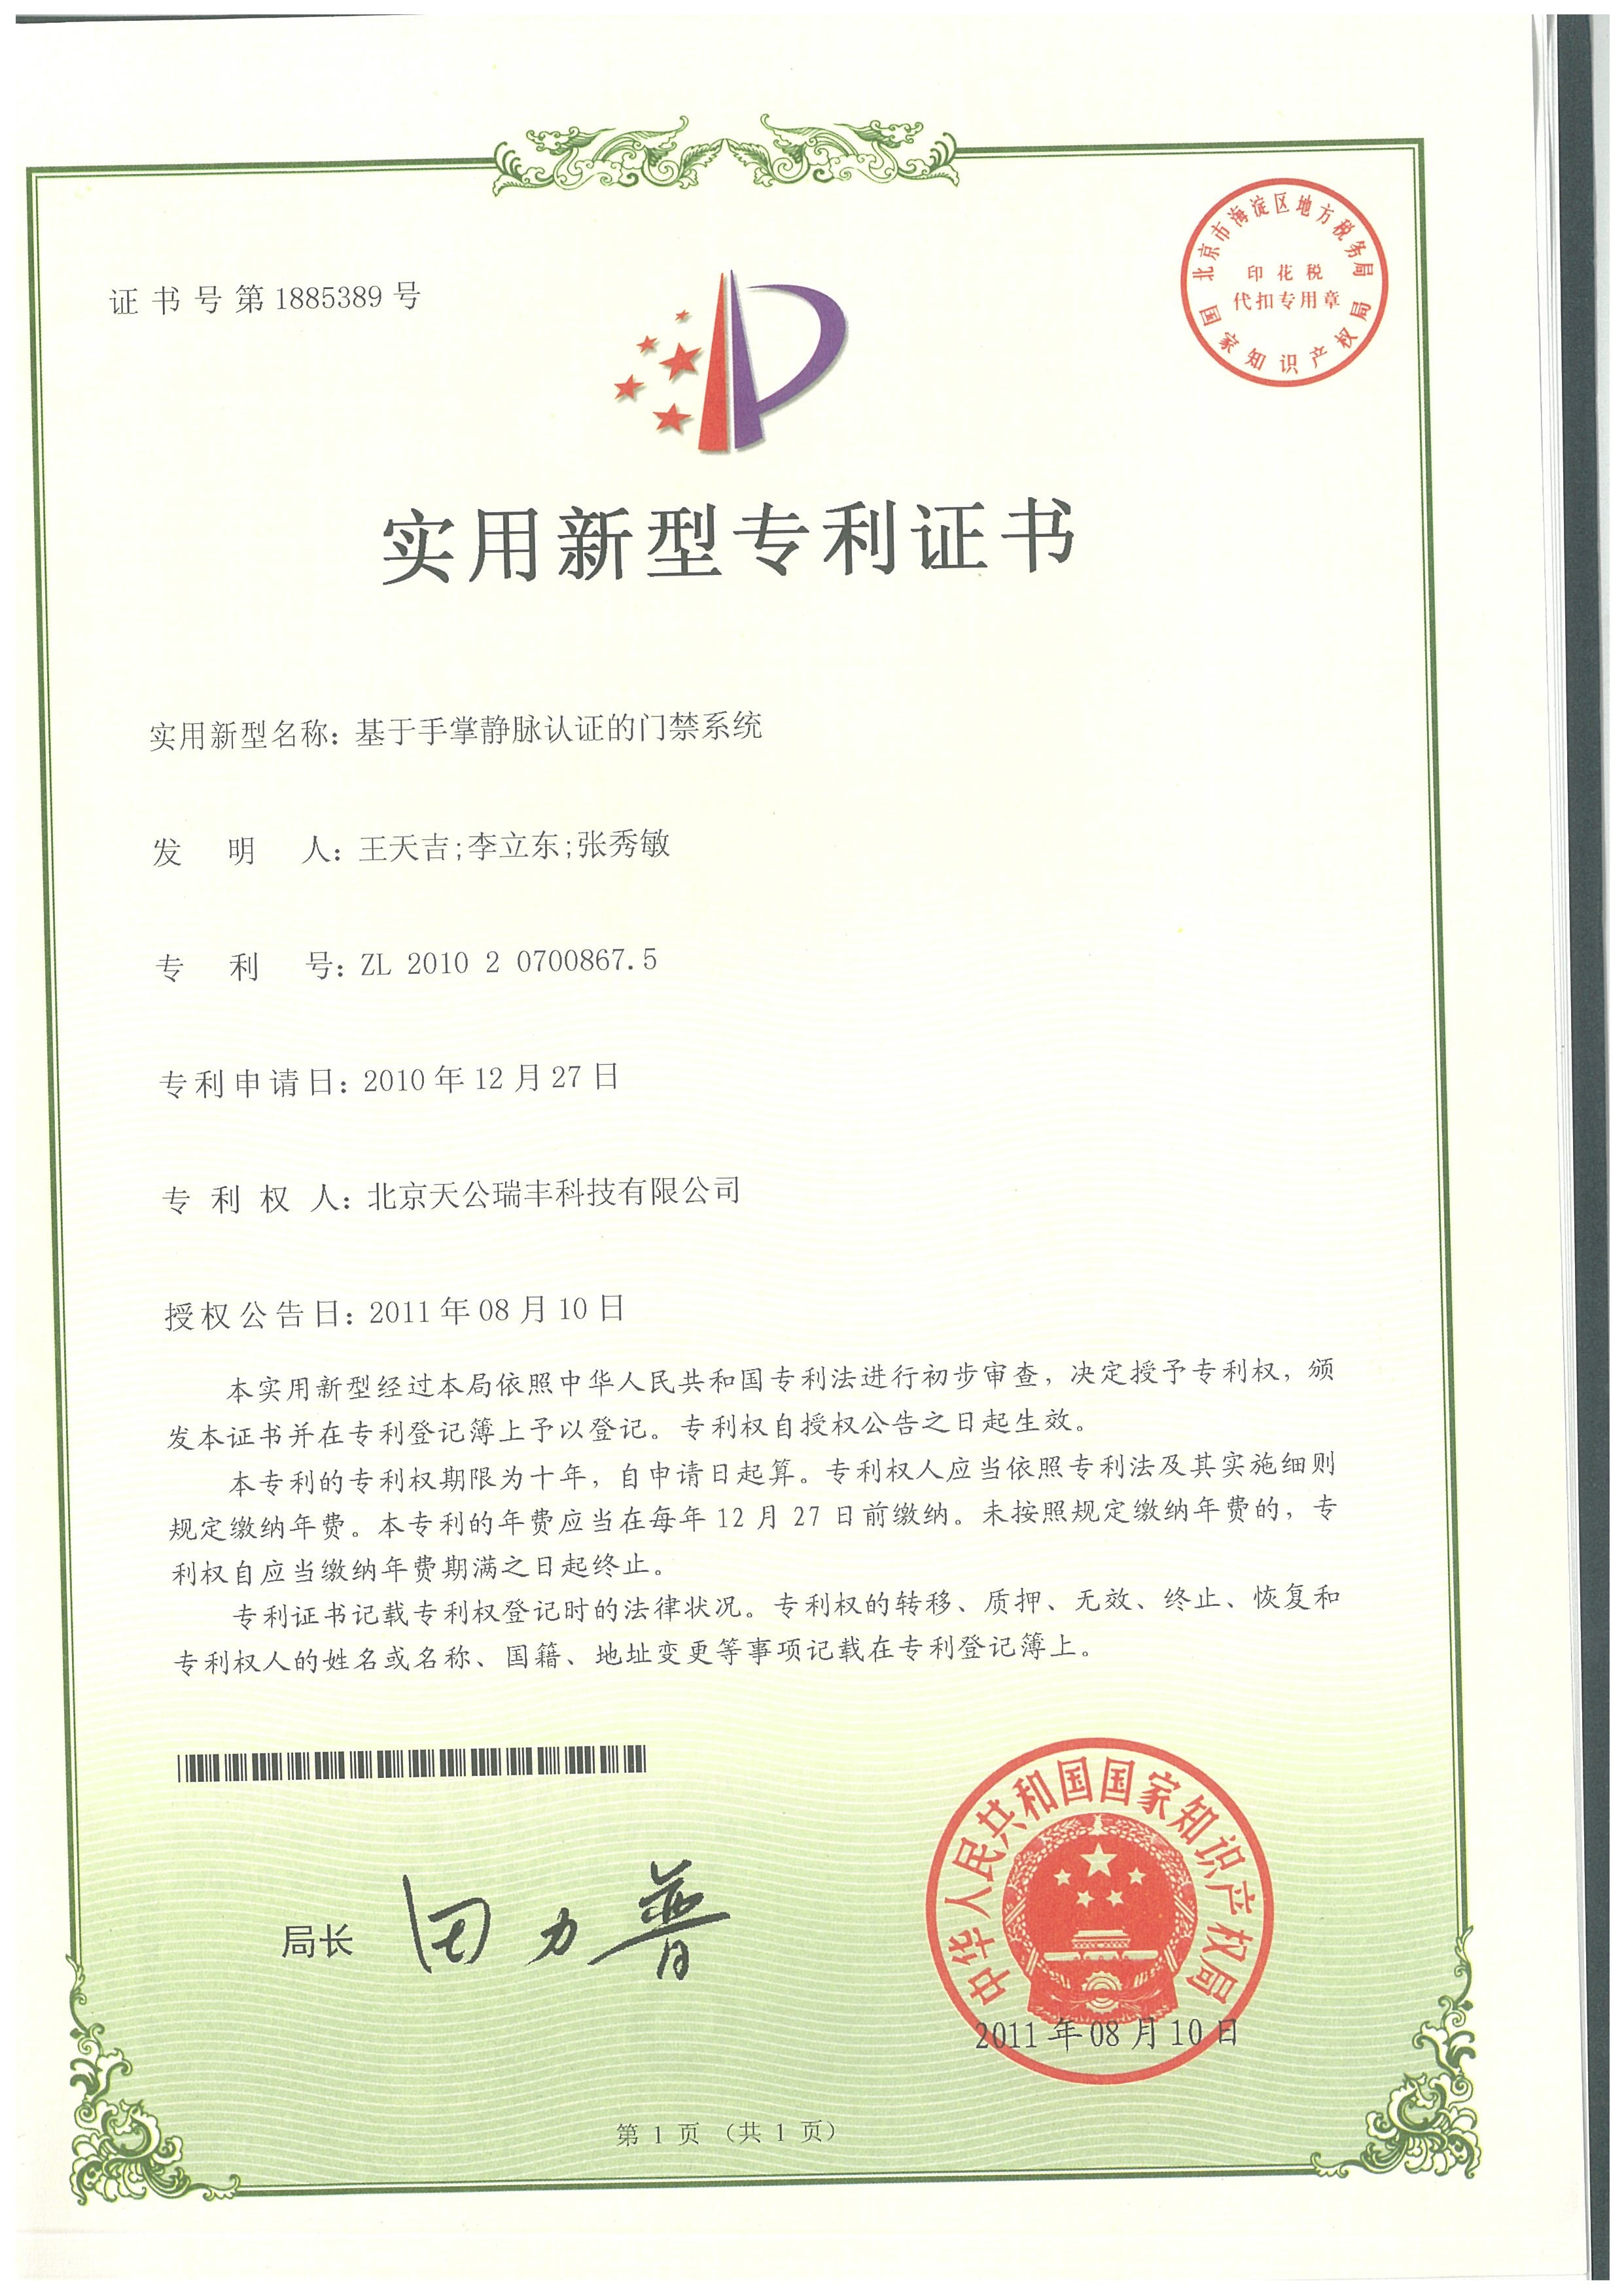 证书号第1885389号
北京市海淀区地方税务局
印花税
代扣专用章
国家知识产权局
实用新型专利证书
实用新型名称：基于手掌静脉认证的门禁系统
发明人：王天吉;李立东;张秀敏
专利号：ZL 2010 2 0700867.5
专利申请日：2010年12月27日
专利权人：北京天公瑞丰科技有限公司
授权公告日：2011年08月10日
本实用新型经过本局依照中华人民共和国专利法进行初步审查，决定授予专利权，颁
发本证书并在专利登记簿上予以登记。专利权自授权公告之日起生效。
本专利的专利权期限为十年，自申请日起算。专利权人应当依照专利法及其实施细则
规定缴纳年费。本专利的年费应当在每年12月27日前缴纳。未按照规定缴纳年费的，专
利权自应当缴纳年费期满之日起终止。
专利证书记载专利权登记时的法律状况。专利权的转移、质押、无效、终止、恢复和
专利权人的姓名或名称、国籍、地址变更等事项记载在专利登记簿上。
局长 田力普
中华人民共和国国家知识产权局
2011年08月10日
第1页（共1页）